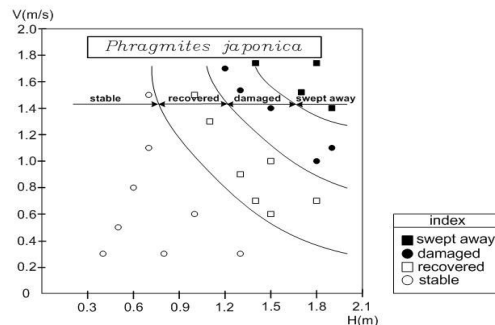 V(m/s)
Phragmites japonica
2.0
1.8
1.6
1.4
1.2
1.0
0.8
0.6
0.4
0.2
0
stable recovered damaged swept away
0.3 0.6 0.9 1.2 1.5 1.8 2.1
H(m)
index
swept away
damaged
recovered
stable